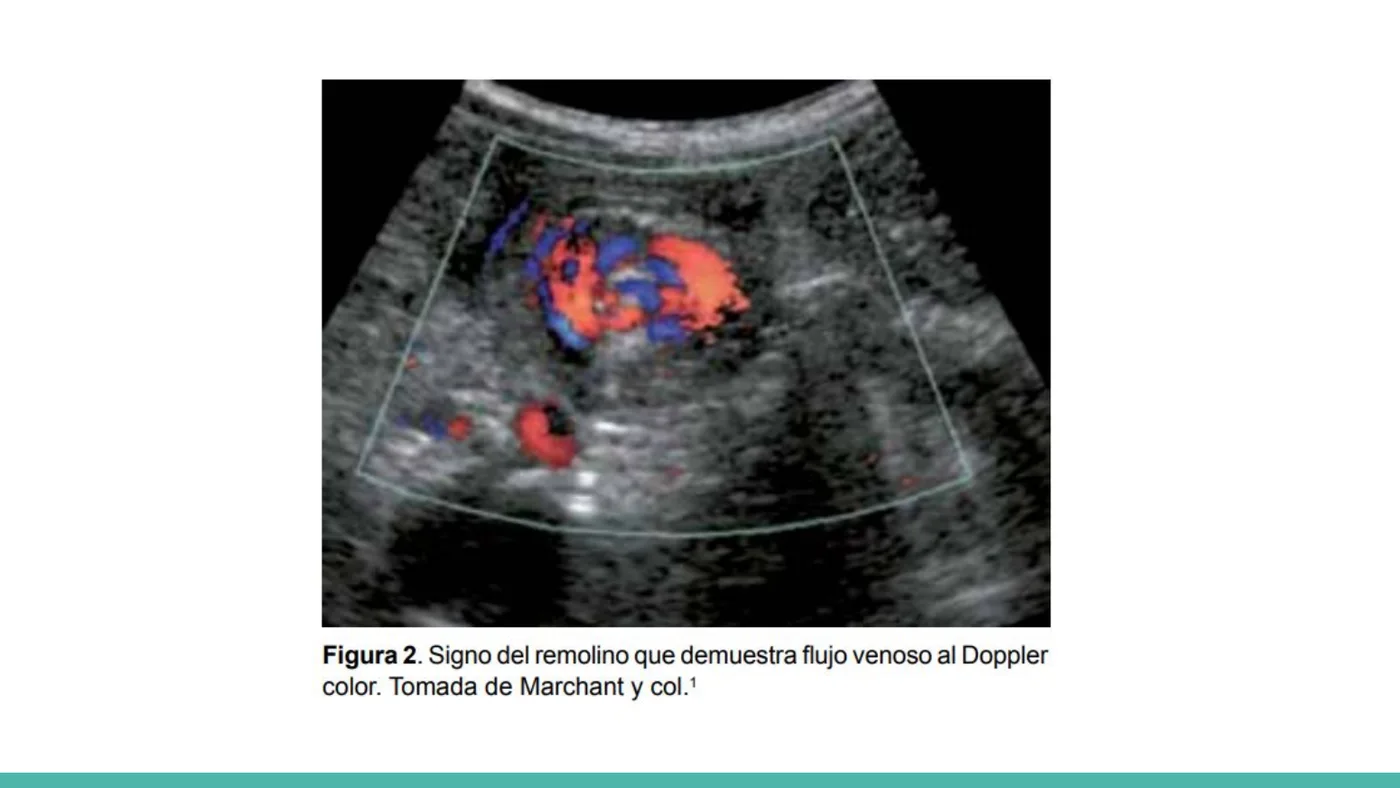 Figura 2. Signo del remolino que demuestra flujo venoso al Doppler
color. Tomada de Marchant y col.¹